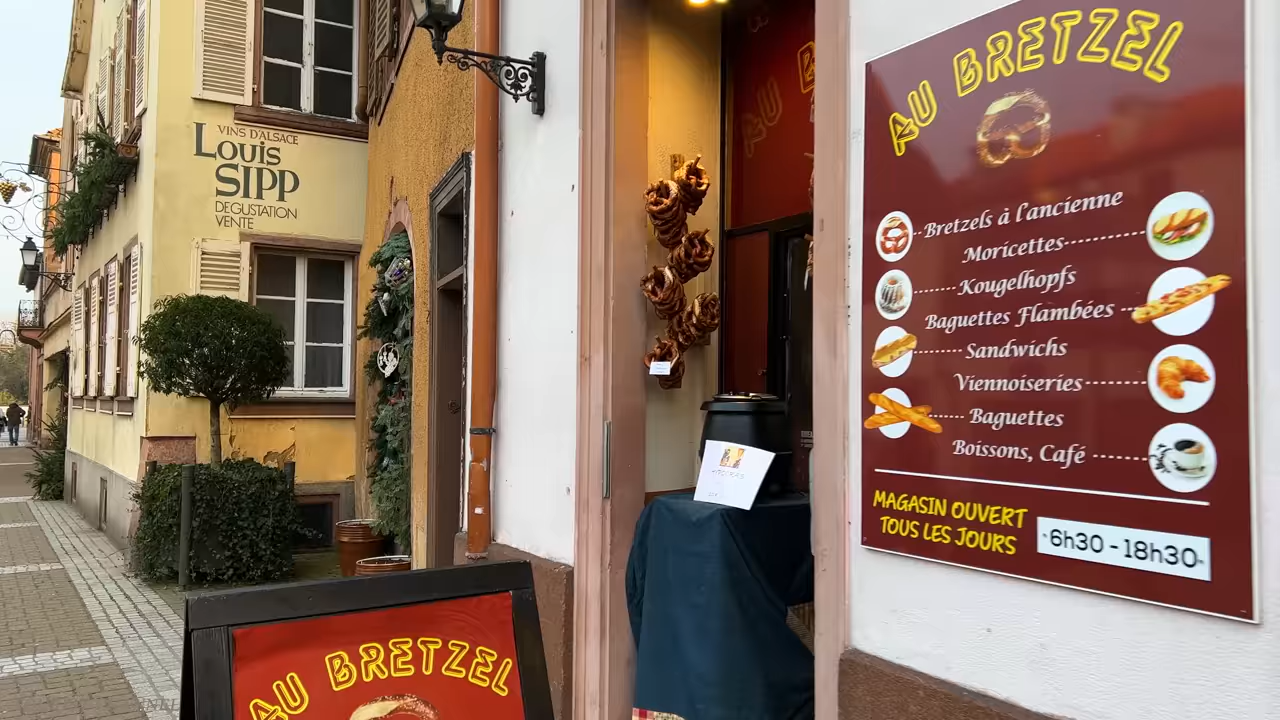 VINS D'ALSACE
Louis
SIPP
DEGUSTATION
VENTE
AU BRETZEL
Bretzels à l'ancienne
Moricettes
Kougelhopfs
Baguettes Flambées
Sandwichs
Viennoiseries
Baguettes
Boissons, Café
MAGASIN OUVERT
TOUS LES JOURS
6h30 - 18h30
AU
AU BRETZEL